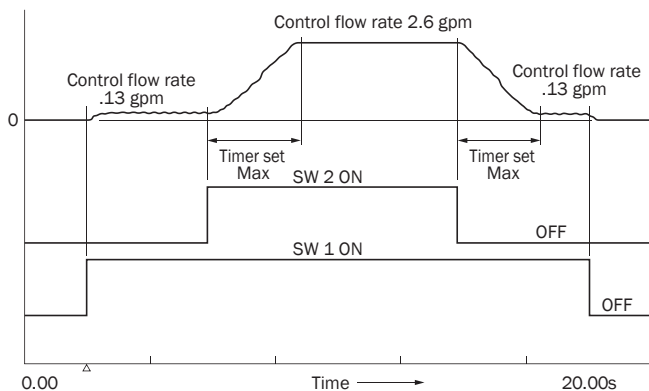 Control flow rate 2.6 gpm
Control flow rate
.13 gpm
Control flow rate
.13 gpm
0
Timer set
Max
Timer set
Max
SW 2 ON
OFF
SW 1 ON
OFF
0.00
Time
20.00s